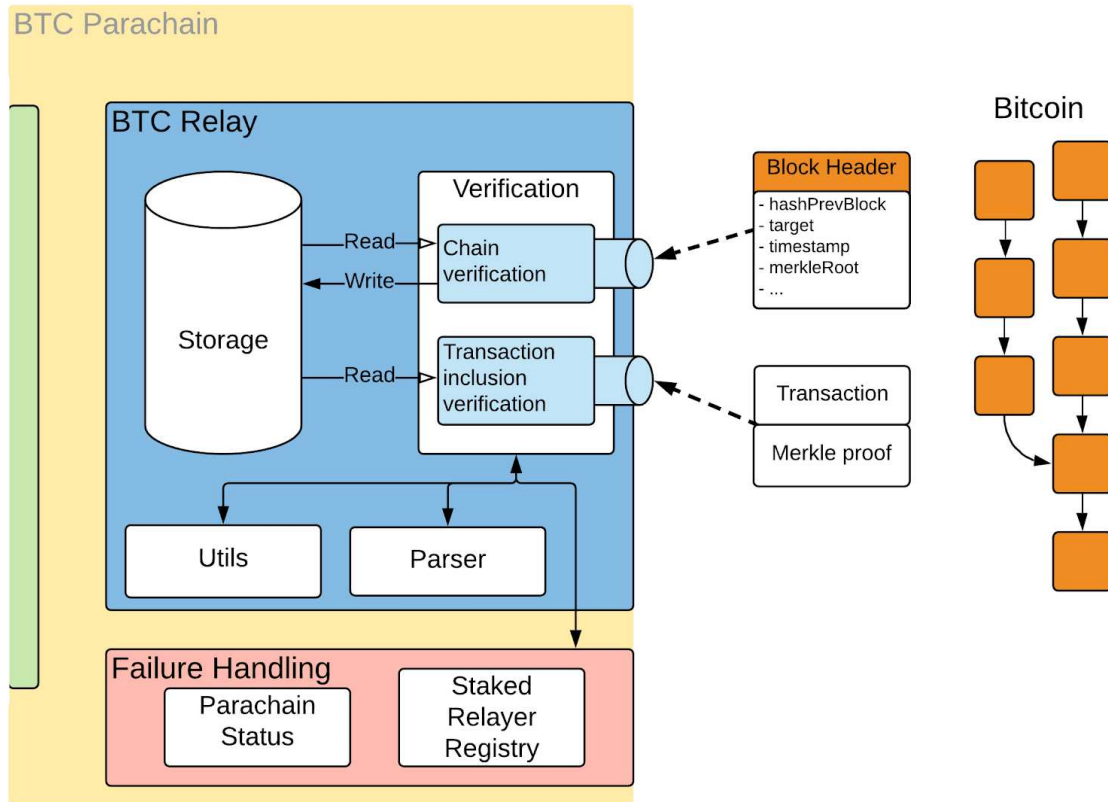 BTC Parachain
BTC Relay
Storage
Read
Write
Read
Verification
Chain
verification
Transaction
inclusion
verification
Utils
Parser
Failure Handling
Parachain
Status
Staked
Relayer
Registry
Block Header
- hashPrevBlock
- target
- timestamp
- merkleRoot
- ...
Transaction
Merkle proof
Bitcoin